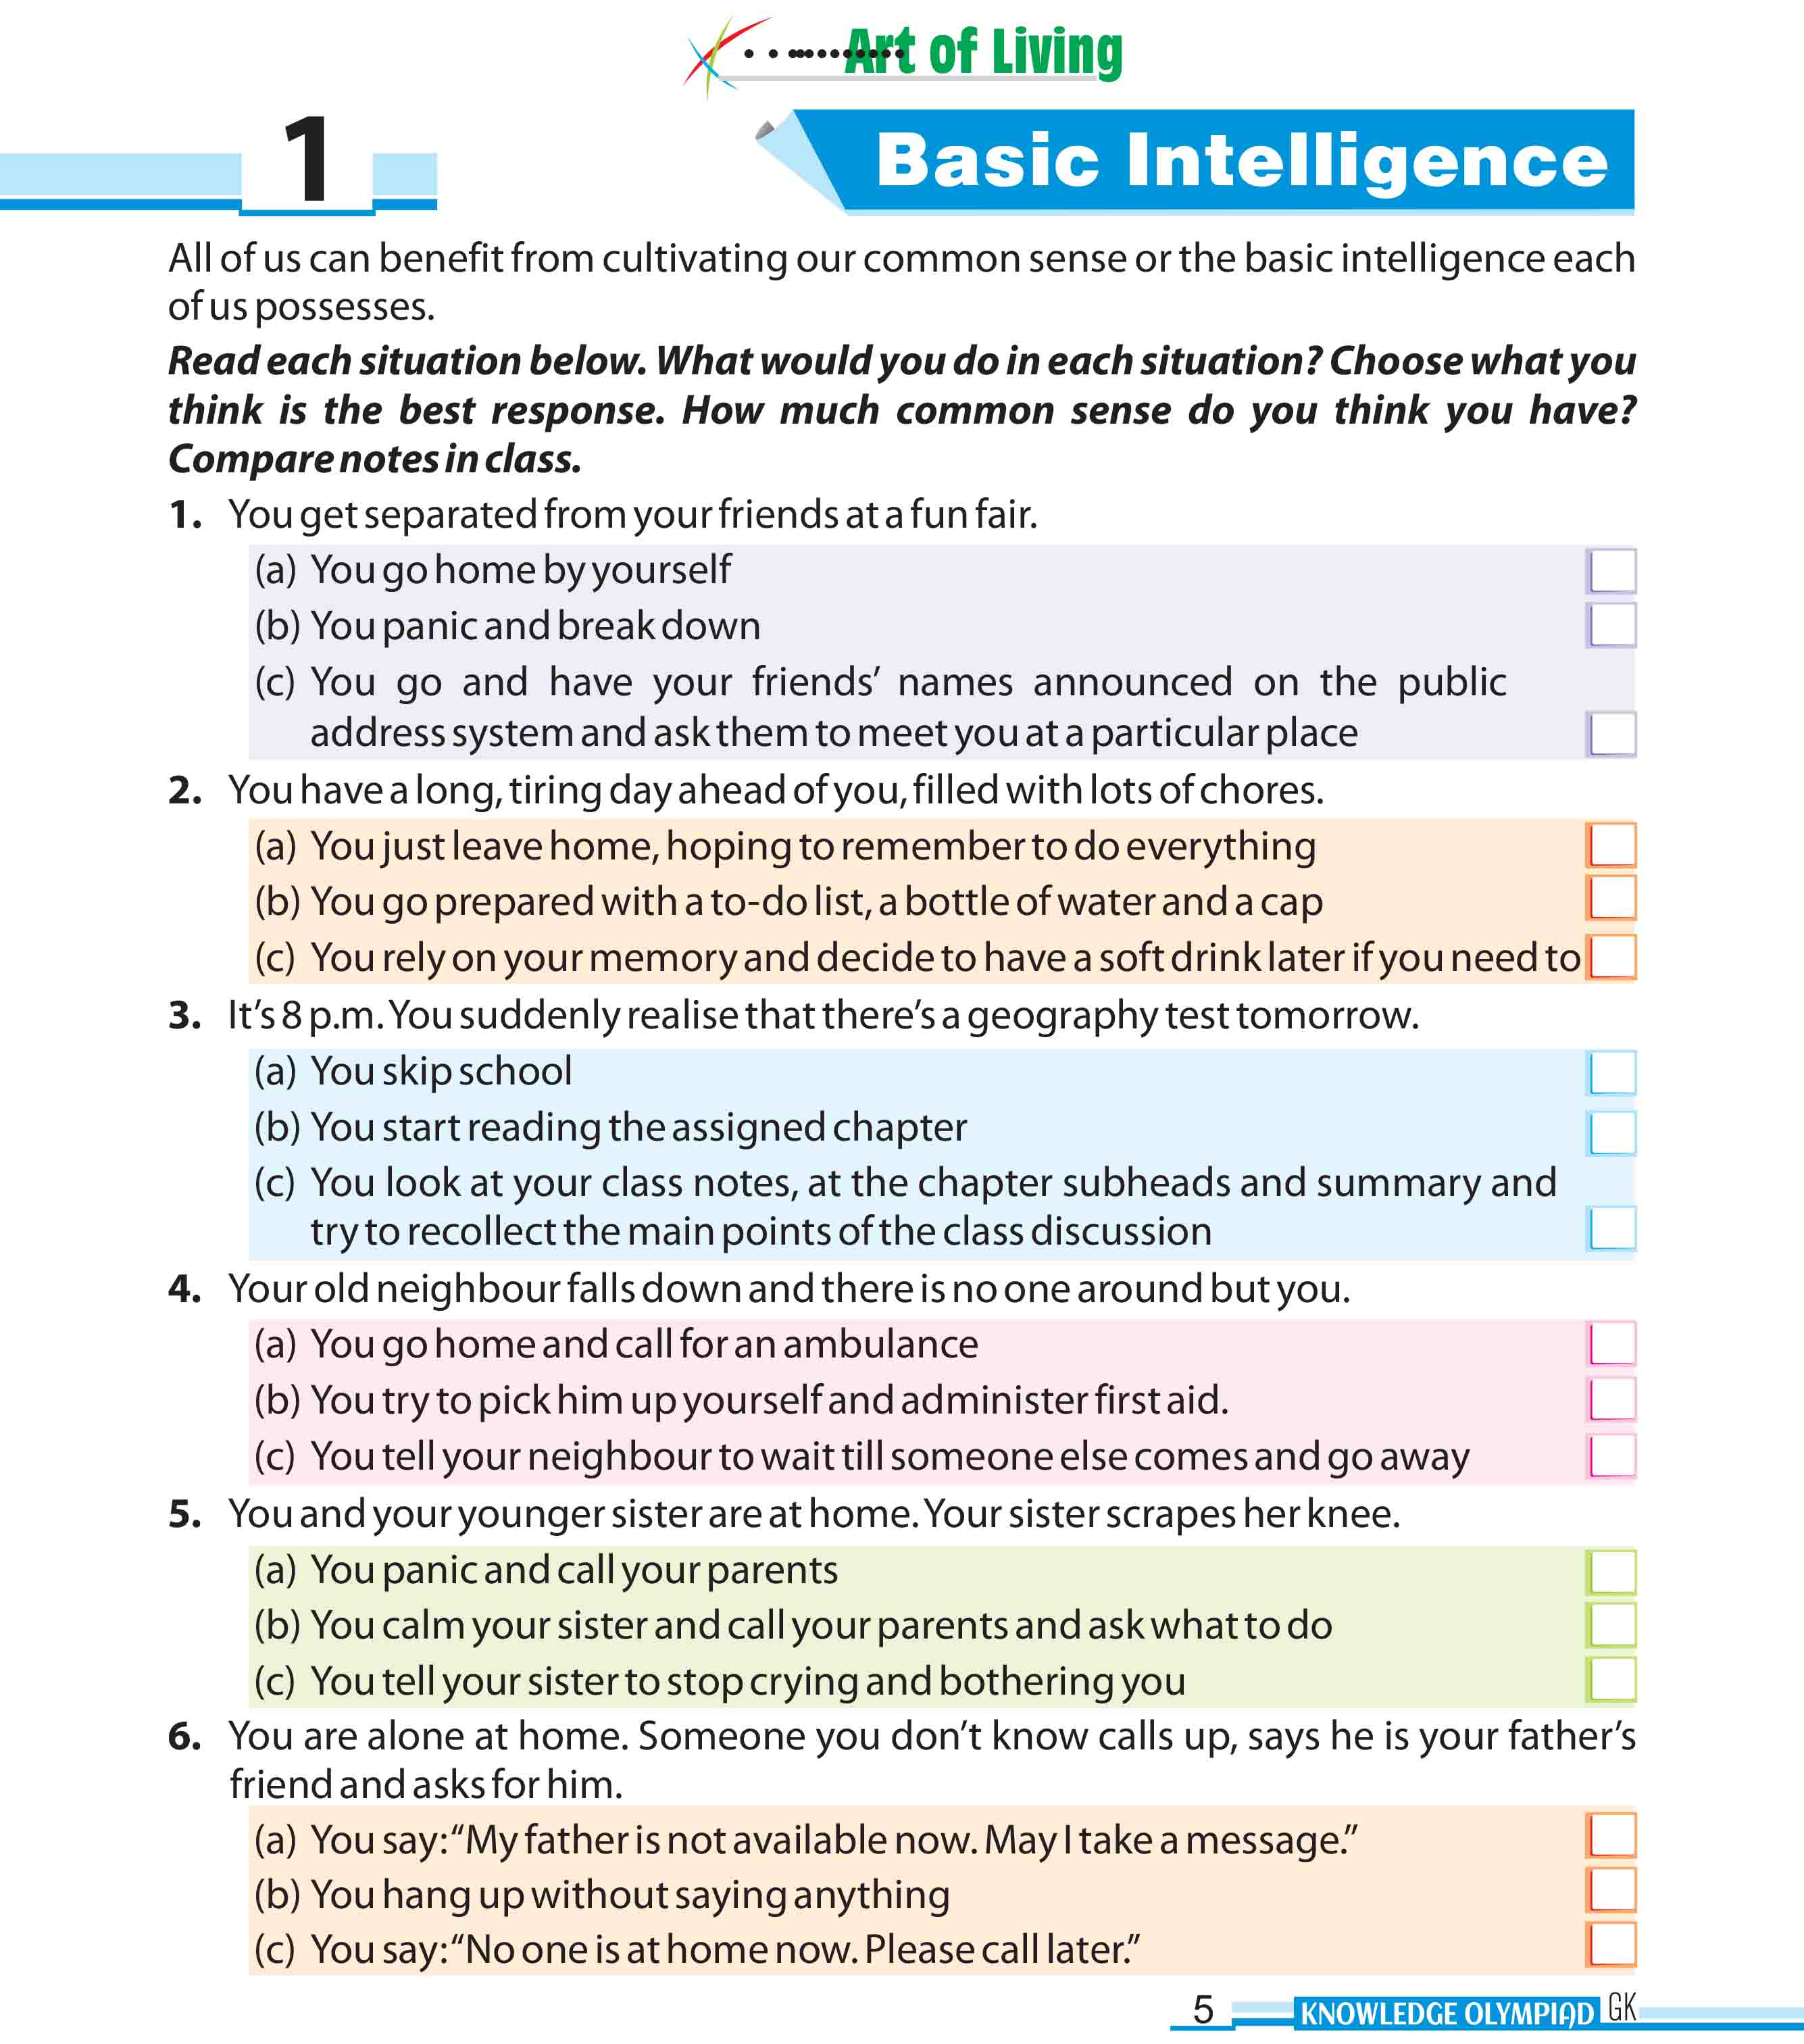 Art of Living
1
Basic Intelligence
All of us can benefit from cultivating our common sense or the basic intelligence each
of us possesses.
Read each situation below. What would you do in each situation? Choose what you
think is the best response. How much common sense do you think you have?
Compare notes in class.
1. You get separated from your friends at a fun fair.
(a) You go home by yourself
(b) You panic and break down
(c) You go and have your friends’ names announced on the public
address system and ask them to meet you at a particular place
2. You have a long, tiring day ahead of you, filled with lots of chores.
(a) You just leave home, hoping to remember to do everything
(b) You go prepared with a to-do list, a bottle of water and a cap
(c) You rely on your memory and decide to have a soft drink later if you need to
3. It’s 8 p.m. You suddenly realise that there’s a geography test tomorrow.
(a) You skip school
(b) You start reading the assigned chapter
(c) You look at your class notes, at the chapter subheads and summary and
try to recollect the main points of the class discussion
4. Your old neighbour falls down and there is no one around but you.
(a) You go home and call for an ambulance
(b) You try to pick him up yourself and administer first aid.
(c) You tell your neighbour to wait till someone else comes and go away
5. You and your younger sister are at home. Your sister scrapes her knee.
(a) You panic and call your parents
(b) You calm your sister and call your parents and ask what to do
(c) You tell your sister to stop crying and bothering you
6. You are alone at home. Someone you don’t know calls up, says he is your father’s
friend and asks for him.
(a) You say: “My father is not available now. May I take a message.”
(b) You hang up without saying anything
(c) You say: “No one is at home now. Please call later.”
5 KNOWLEDGE OLYMPIAD GK